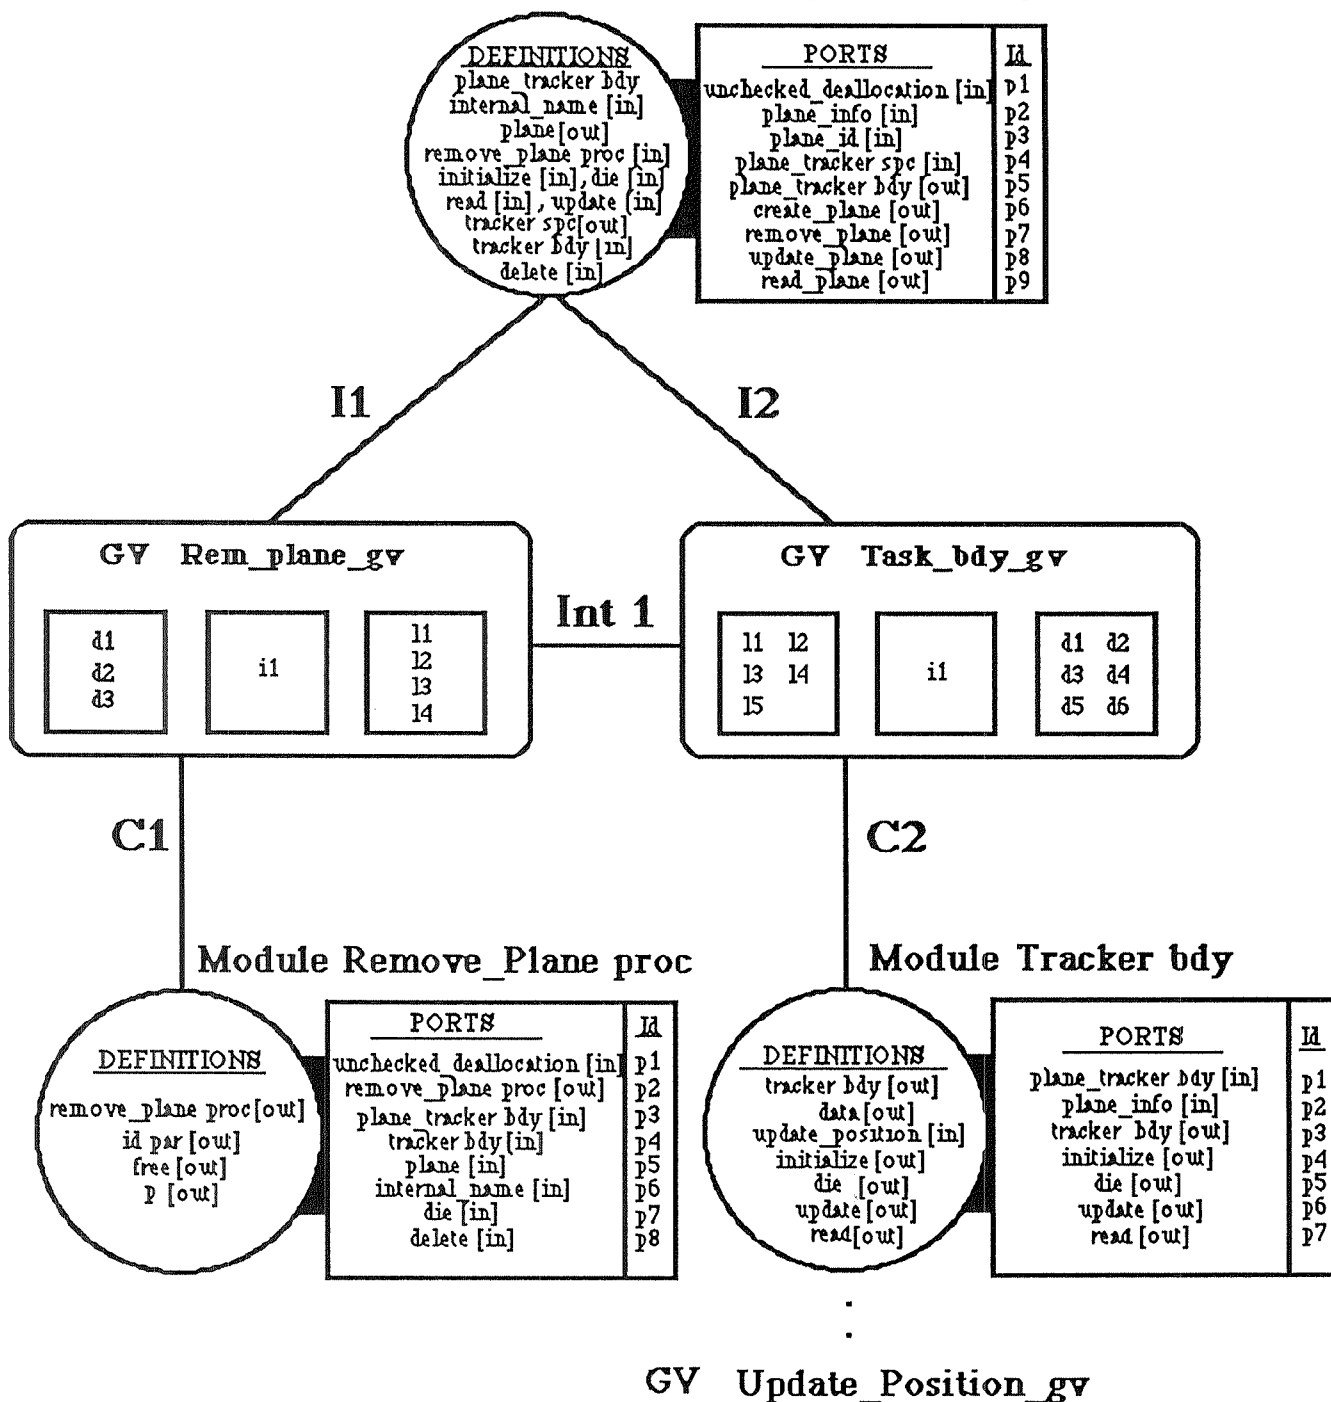 DEFINITIONS
plane_tracker bdy
internal_name [in]
plane[out]
remove_plane proc [in]
initialize [in], die [in]
read [in], update [in]
tracker spc[out]
tracker bdy [in]
delete [in]
PORTS Id
unchecked_deallocation [in] p1
plane_info [in] p2
plane_id [in] p3
plane_tracker spc [in] p4
plane_tracker bdy [out] p5
create_plane [out] p6
remove_plane [out] p7
update_plane [out] p8
read_plane [out] p9
I1
I2
GV Rem_plane_gv
d1
d2
d3
i1
l1
l2
l3
l4
Int 1
GV Task_bdy_gv
l1 l2
l3 l4
l5
i1
d1 d2
d3 d4
d5 d6
C1
C2
Module Remove_Plane proc
DEFINITIONS
remove_plane proc[out]
id par [out]
free [out]
p [out]
PORTS Id
unchecked_deallocation [in] p1
remove_plane proc [out] p2
plane_tracker bdy [in] p3
tracker bdy[in] p4
plane [in] p5
internal_name [in] p6
die [in] p7
delete [in] p8
Module Tracker bdy
DEFINITIONS
tracker bdy [out]
data[out]
update_position [in]
initialize [out]
die [out]
update [out]
read[out]
PORTS Id
plane_tracker bdy [in] p1
plane_info [in] p2
tracker bdy [out] p3
initialize [out] p4
die [out] p5
update [out] p6
read [out] p7
GV Update_Position_gv